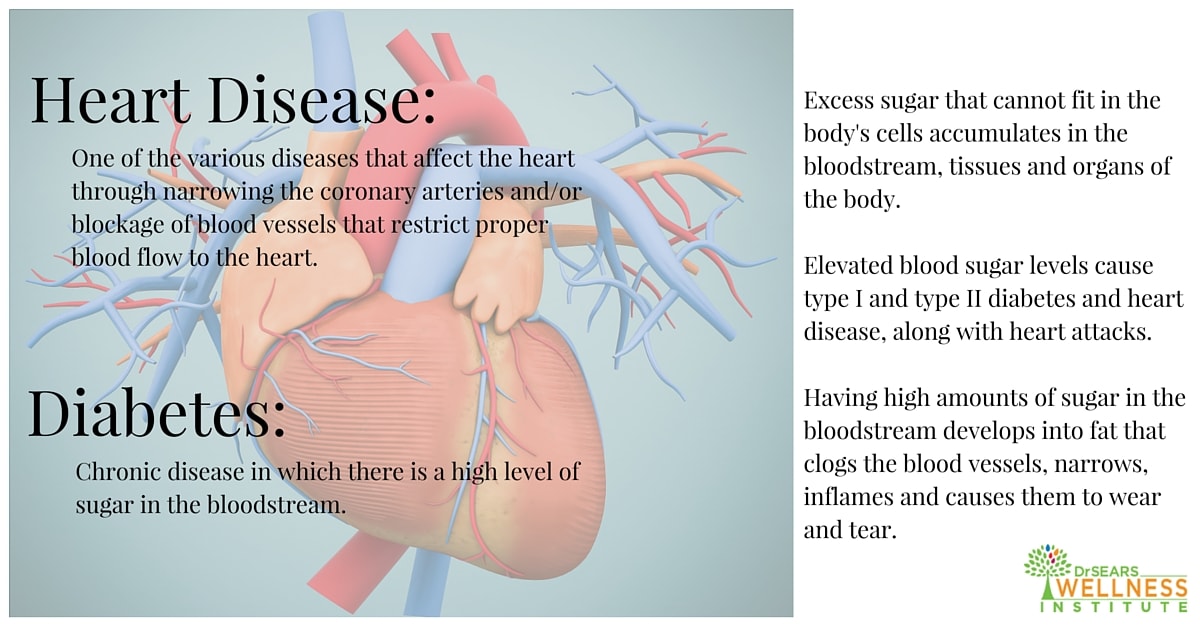 Heart Disease:
One of the various diseases that affect the heart
through narrowing the coronary arteries and/or
blockage of blood vessels that restrict proper
blood flow to the heart.
Diabetes:
Chronic disease in which there is a high level of
sugar in the bloodstream.
Excess sugar that cannot fit in the
body's cells accumulates in the
bloodstream, tissues and organs of
the body.
Elevated blood sugar levels cause
type I and type II diabetes and heart
disease, along with heart attacks.
Having high amounts of sugar in the
bloodstream develops into fat that
clogs the blood vessels, narrows,
inflames and causes them to wear
and tear.
DrSEARS
WELLNESS
INSTITUTE